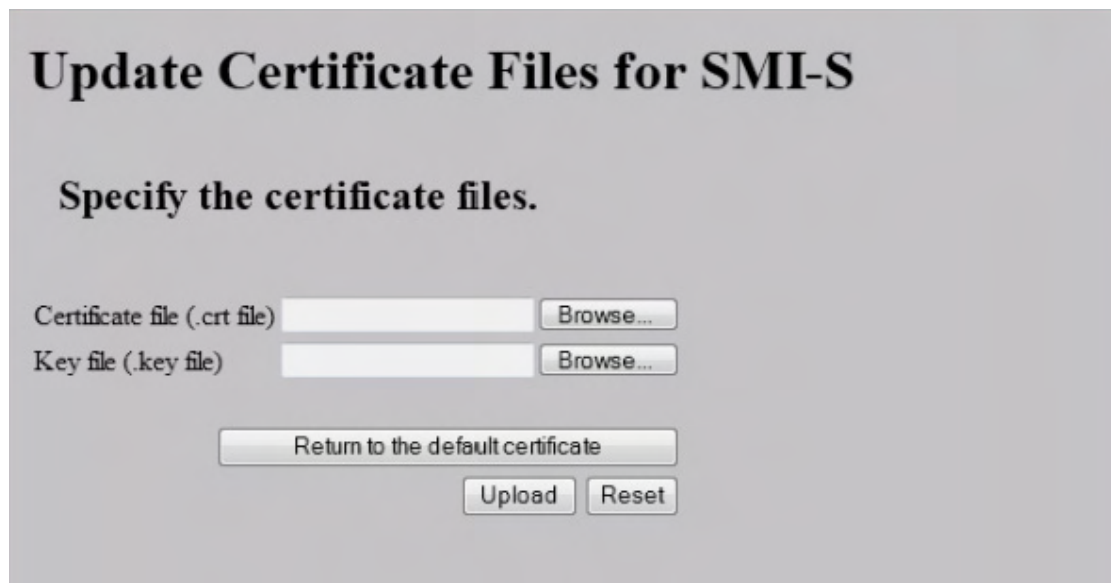 Update Certificate Files for SMI-S
Specify the certificate files.
Certificate file (.crt file) Browse...
Key file (.key file) Browse...
Return to the default certificate
Upload Reset